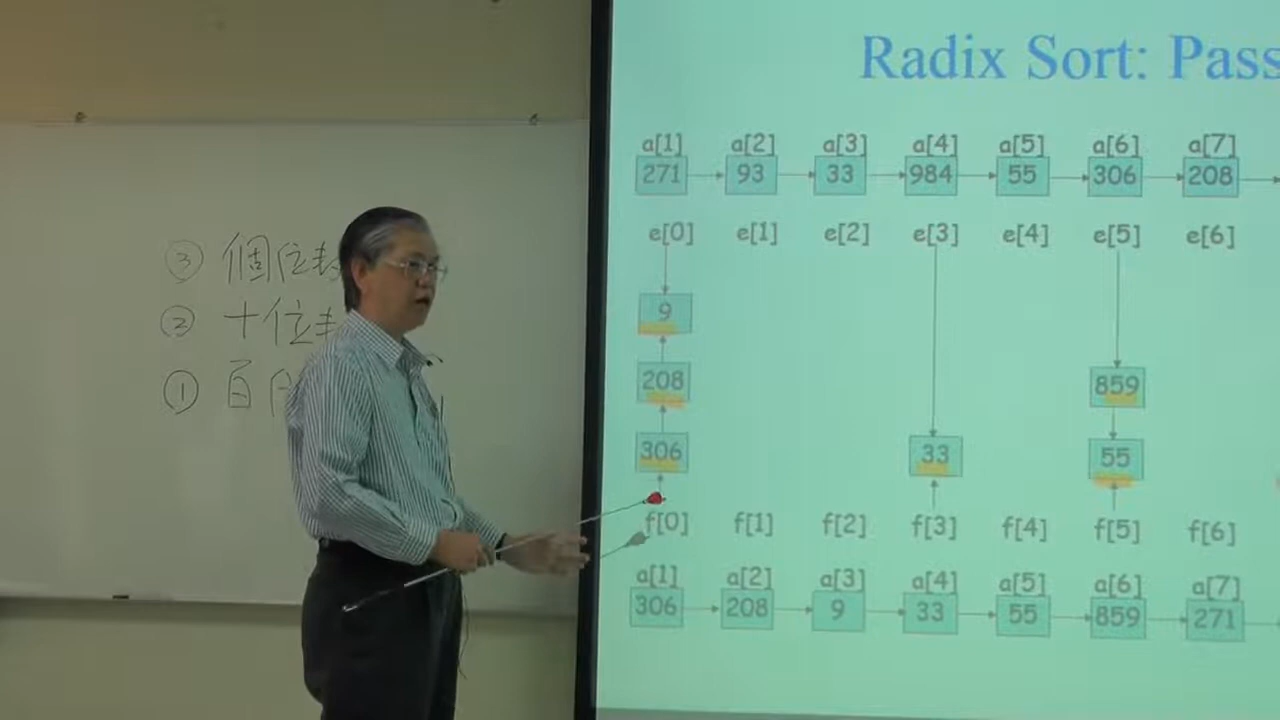 ③ 個位
② 十位
① 百
Radix Sort: Pass
a[1] a[2] a[3] a[4] a[5] a[6] a[7]
271 93 33 984 55 306 208
e[0] e[1] e[2] e[3] e[4] e[5] e[6]
9
208 859
306 33 55
f[0] f[1] f[2] f[3] f[4] f[5] f[6]
a[1] a[2] a[3] a[4] a[5] a[6] a[7]
306 208 9 33 55 859 271